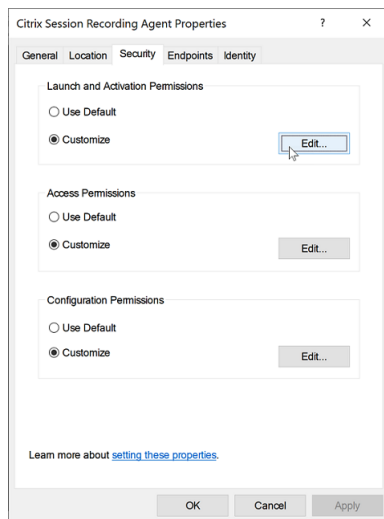 Citrix Session Recording Agent Properties ? ×
General Location Security Endpoints Identity
Launch and Activation Permissions
Use Default
Customize Edit...
Access Permissions
Use Default
Customize Edit...
Configuration Permissions
Use Default
Customize Edit...
Learn more about setting these properties.
OK Cancel Apply